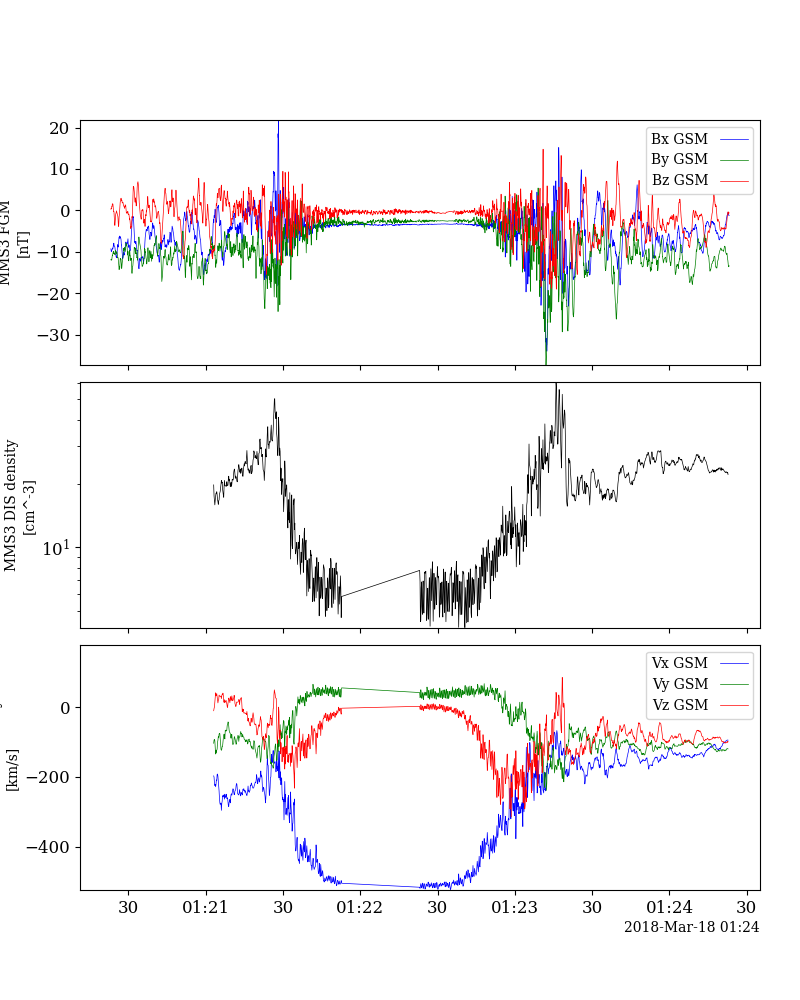 20
10
0
−10
−20
−30
MMS3 FGM
[nT]
Bx GSM
By GSM
Bz GSM
10^1
MMS3 DIS density
[cm^-3]
0
−200
−400
[km/s]
Vx GSM
Vy GSM
Vz GSM
30 01:21 30 01:22 30 01:23 30 01:24 30
2018-Mar-18 01:24